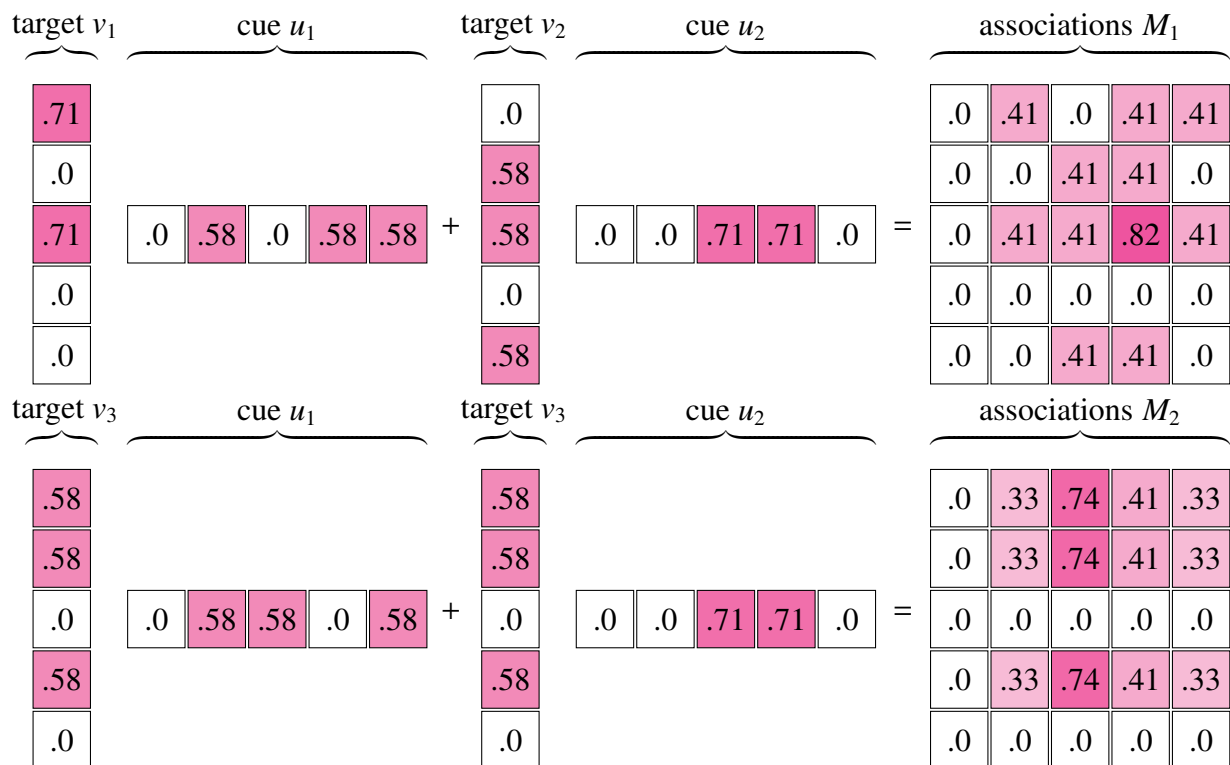 target v1 cue u1 target v2 cue u2 associations M1
.71 .0 .0 .41 .0 .41 .41
.0 .58 .0 .0 .41 .41 .0
.71 .0 .58 .0 .58 .58 + .58 .0 .0 .71 .71 .0 = .0 .41 .41 .82 .41
.0 .0 .0 .0 .0 .0 .0
.0 .58 .0 .0 .41 .41 .0
target v3 cue u1 target v3 cue u2 associations M2
.58 .58 .0 .33 .74 .41 .33
.58 .58 .0 .33 .74 .41 .33
.0 .0 .58 .58 .0 .58 + .0 .0 .0 .71 .71 .0 = .0 .0 .0 .0 .0
.58 .58 .0 .33 .74 .41 .33
.0 .0 .0 .0 .0 .0 .0